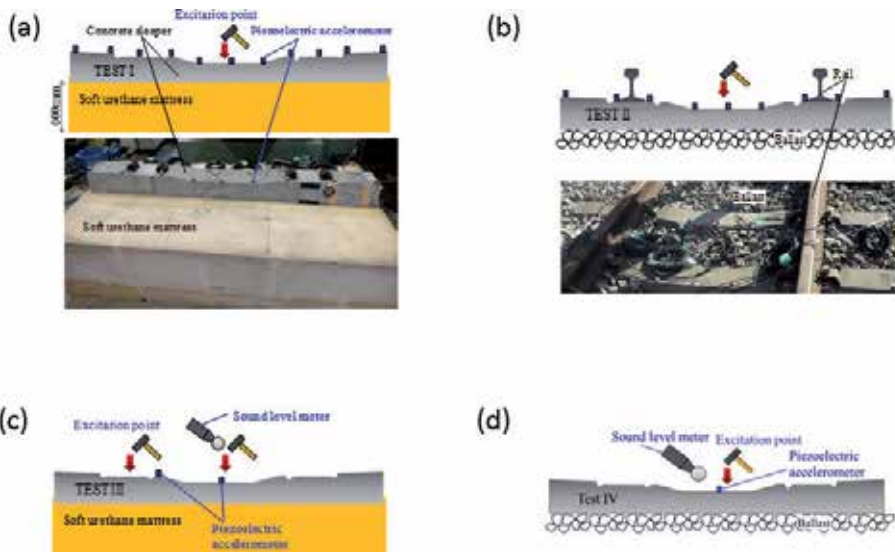 (a)
Excitation point
Concrete sleeper
Piezoelectric accelerometer
TEST I
Soft urethane mattress
Soft urethane mattress
(b)
Rail
TEST II
Ballast
Ballast
(c)
Sound level meter
Excitation point
TEST III
Soft urethane mattress
Piezoelectric
accelerometer
(d)
Sound level meter
Excitation point
Piezoelectric
accelerometer
Test IV
Ballast